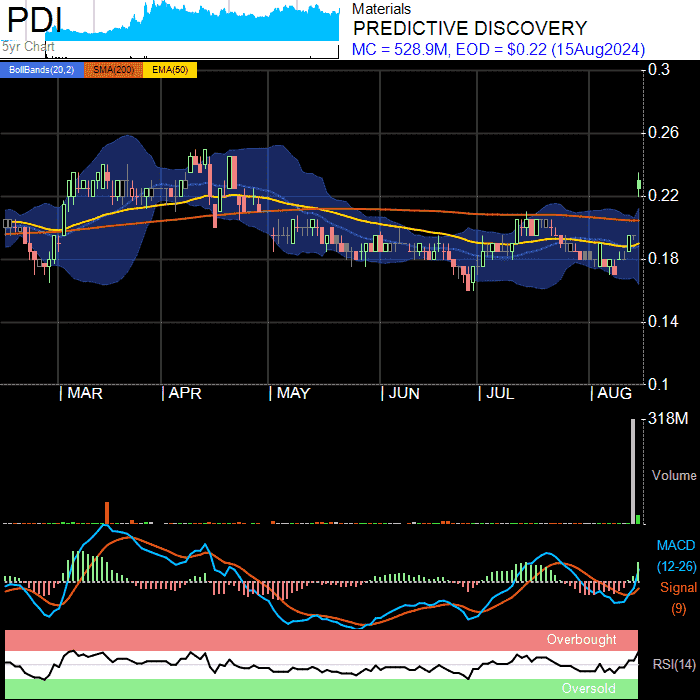 PDI
5yr Chart
Materials
PREDICTIVE DISCOVERY
MC = 528.9M, EOD = $0.22 (15Aug2024)
BollBands(20,2) SMA(200) EMA(50)
0.3
0.26
0.22
0.18
0.14
0.1
| MAR | APR | MAY | JUN | JUL | AUG
318M
Volume
MACD
(12-26)
Signal
(9)
Overbought
RSI(14)
Oversold